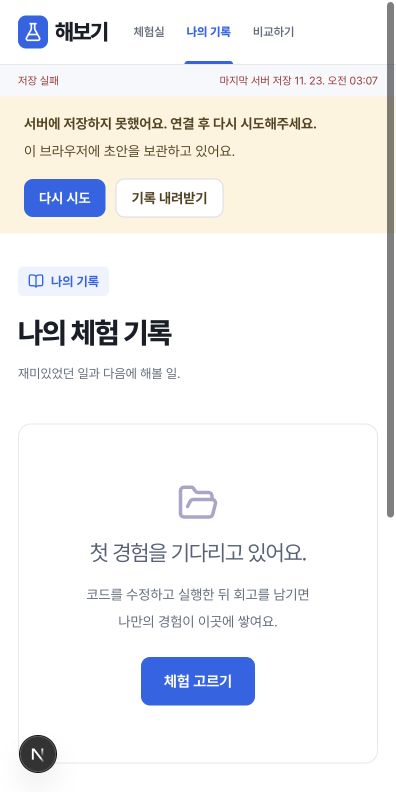 해보기
체험실
나의 기록
비교하기
저장 실패
마지막 서버 저장 11. 23. 오전 03:07
서버에 저장하지 못했어요. 연결 후 다시 시도해주세요.
이 브라우저에 초안을 보관하고 있어요.
다시 시도
기록 내려받기
나의 기록
나의 체험 기록
재미있었던 일과 다음에 해볼 일.
첫 경험을 기다리고 있어요.
코드를 수정하고 실행한 뒤 회고를 남기면
나만의 경험이 이곳에 쌓여요.
체험 고르기
N